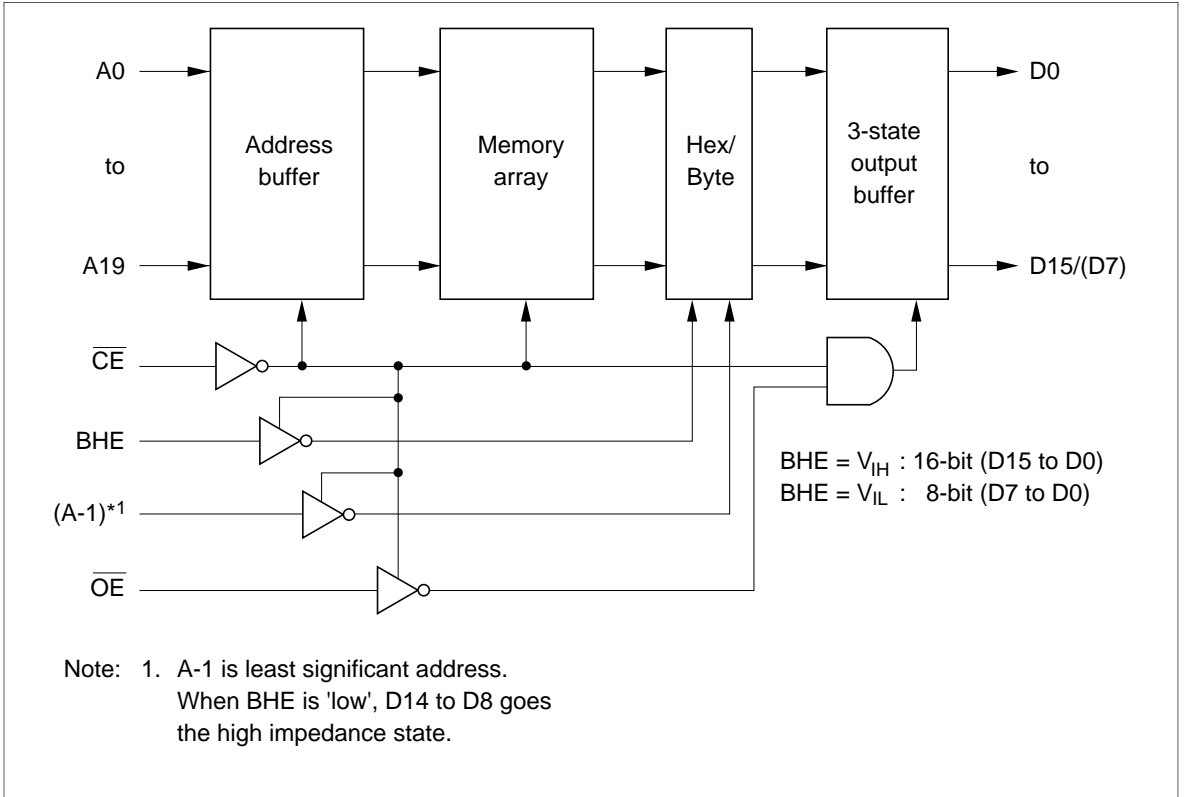 A0
to
A19
Address
buffer
Memory
array
Hex/
Byte
3-state
output
buffer
D0
to
D15/(D7)
C̅E̅
BHE
(A-1)*1
O̅E̅
BHE = VIH : 16-bit (D15 to D0)
BHE = VIL : 8-bit (D7 to D0)
Note: 1. A-1 is least significant address.
When BHE is 'low', D14 to D8 goes
the high impedance state.